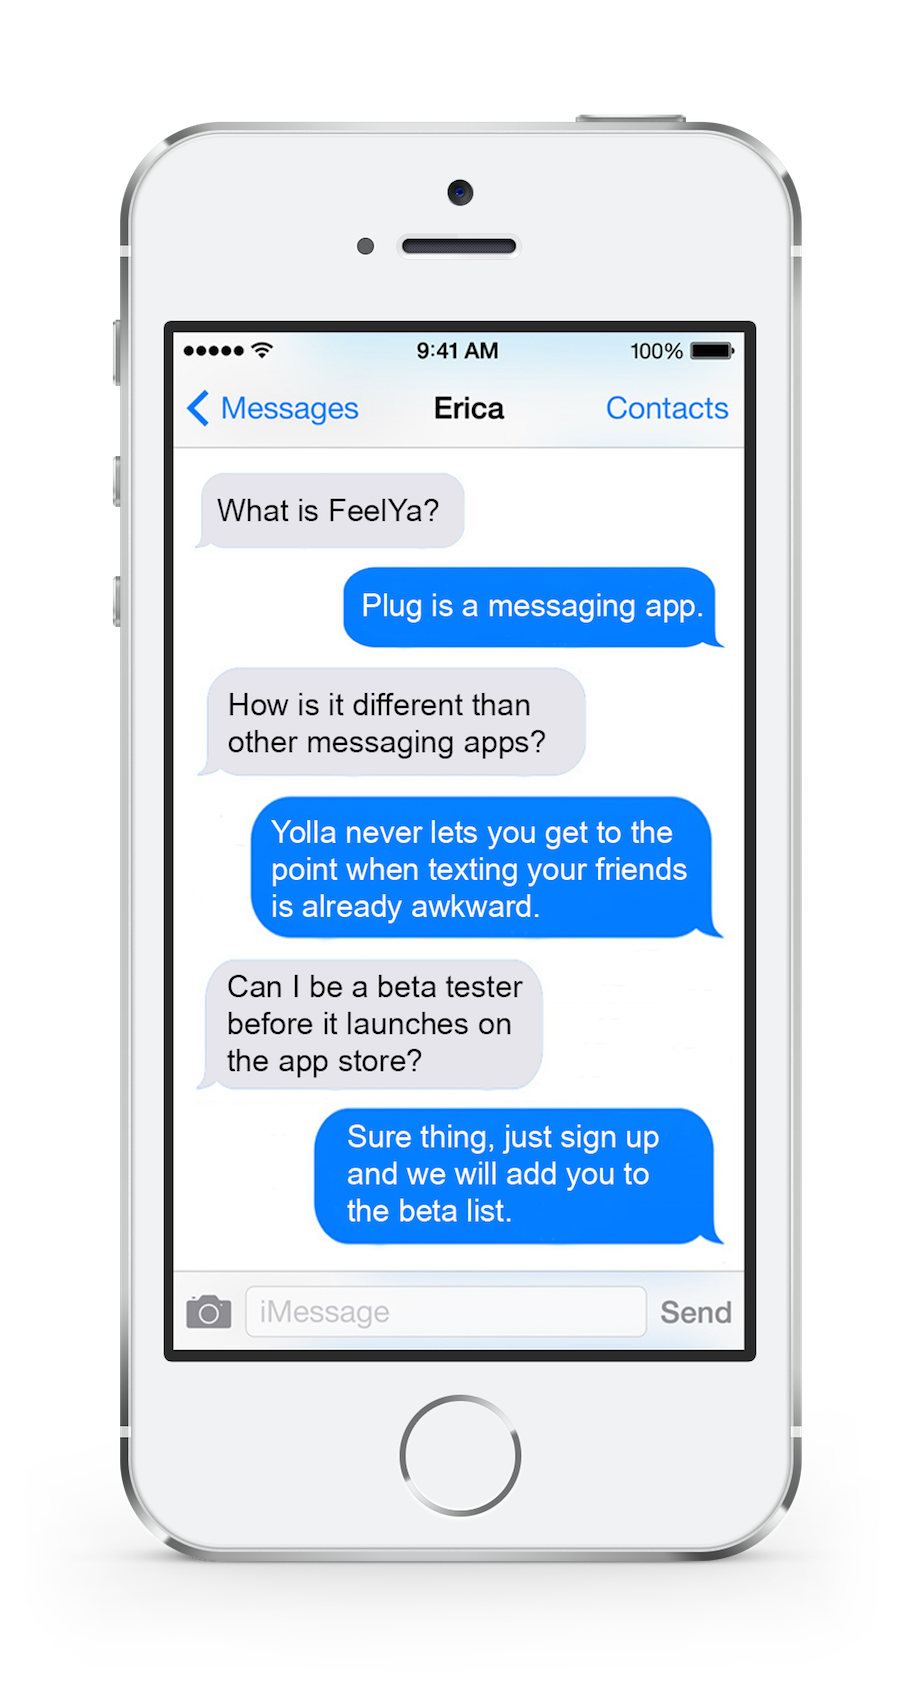 9:41 AM
100%
Messages
Erica
Contacts
What is FeelYa?
Plug is a messaging app.
How is it different than
other messaging apps?
Yolla never lets you get to the
point when texting your friends
is already awkward.
Can I be a beta tester
before it launches on
the app store?
Sure thing, just sign up
and we will add you to
the beta list.
iMessage
Send